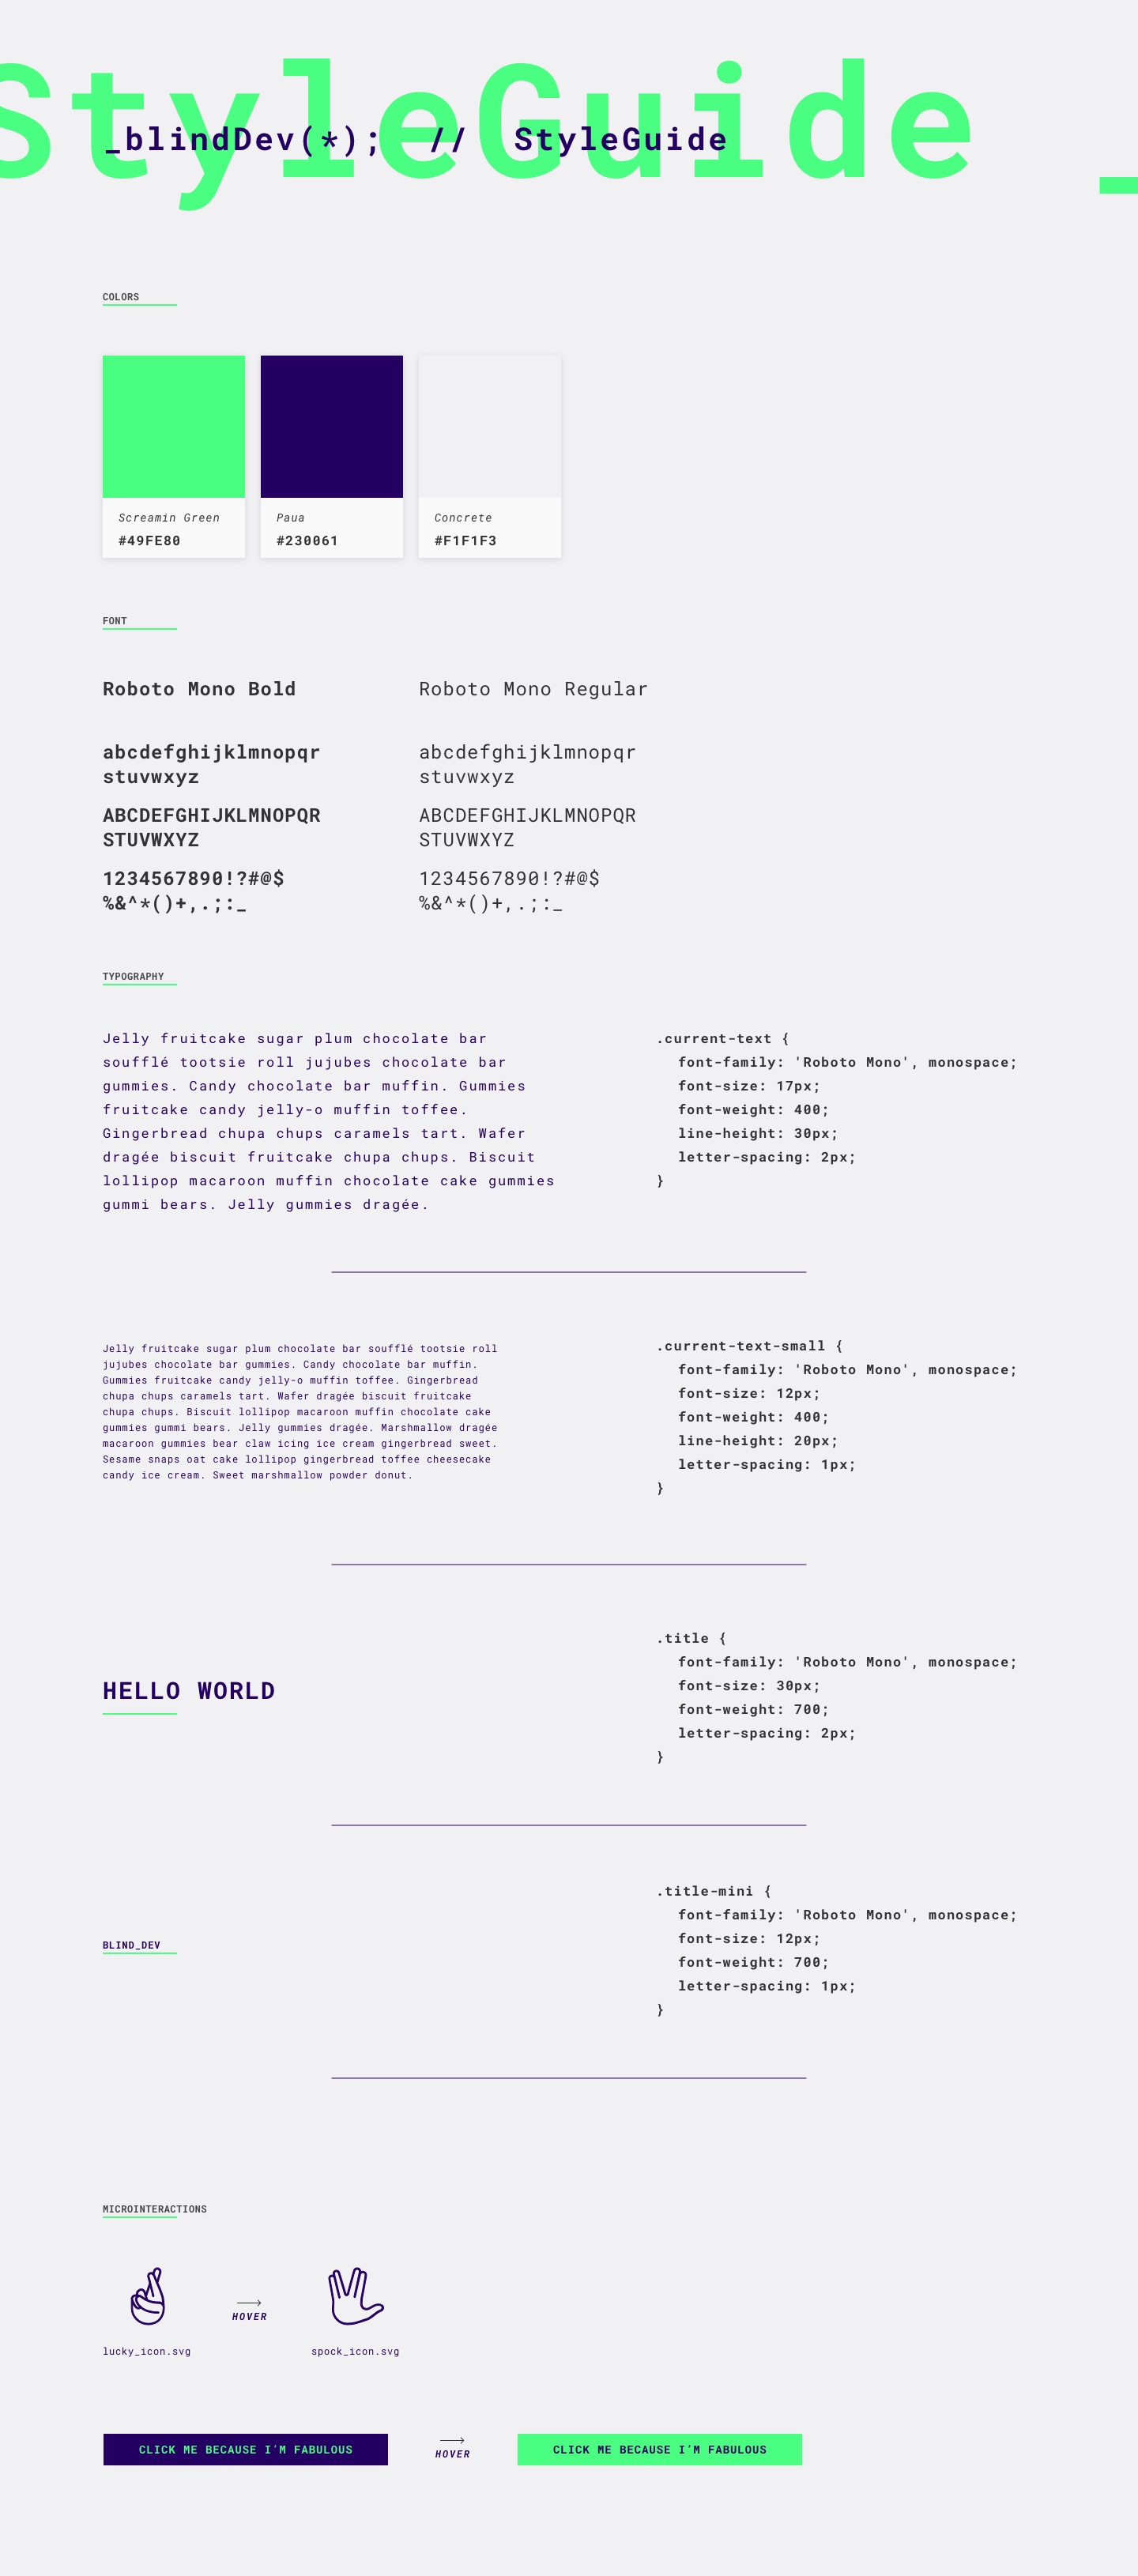 StyleGuide _
_blindDev(*); // StyleGuide
COLORS
Screamin Green
#49FE80
Paua
#230061
Concrete
#F1F1F3
FONT
Roboto Mono Bold
abcdefghijklmnopqr
stuvwxyz
ABCDEFGHIJKLMNOPQR
STUVWXYZ
1234567890!?#@$
%&^*()+,.;:_
Roboto Mono Regular
abcdefghijklmnopqr
stuvwxyz
ABCDEFGHIJKLMNOPQR
STUVWXYZ
1234567890!?#@$
%&^*()+,.;:_
TYPOGRAPHY
Jelly fruitcake sugar plum chocolate bar
soufflé tootsie roll jujubes chocolate bar
gummies. Candy chocolate bar muffin. Gummies
fruitcake candy jelly-o muffin toffee.
Gingerbread chupa chups caramels tart. Wafer
dragée biscuit fruitcake chupa chups. Biscuit
lollipop macaroon muffin chocolate cake gummies
gummi bears. Jelly gummies dragée.
.current-text {
font-family: 'Roboto Mono', monospace;
font-size: 17px;
font-weight: 400;
line-height: 30px;
letter-spacing: 2px;
}
Jelly fruitcake sugar plum chocolate bar soufflé tootsie roll
jujubes chocolate bar gummies. Candy chocolate bar muffin.
Gummies fruitcake candy jelly-o muffin toffee. Gingerbread
chupa chups caramels tart. Wafer dragée biscuit fruitcake
chupa chups. Biscuit lollipop macaroon muffin chocolate cake
gummies gummi bears. Jelly gummies dragée. Marshmallow dragée
macaroon gummies bear claw icing ice cream gingerbread sweet.
Sesame snaps oat cake lollipop gingerbread toffee cheesecake
candy ice cream. Sweet marshmallow powder donut.
.current-text-small {
font-family: 'Roboto Mono', monospace;
font-size: 12px;
font-weight: 400;
line-height: 20px;
letter-spacing: 1px;
}
HELLO WORLD
.title {
font-family: 'Roboto Mono', monospace;
font-size: 30px;
font-weight: 700;
letter-spacing: 2px;
}
BLIND_DEV
.title-mini {
font-family: 'Roboto Mono', monospace;
font-size: 12px;
font-weight: 700;
letter-spacing: 1px;
}
MICROINTERACTIONS
HOVER
lucky_icon.svg
spock_icon.svg
CLICK ME BECAUSE I’M FABULOUS
HOVER
CLICK ME BECAUSE I’M FABULOUS